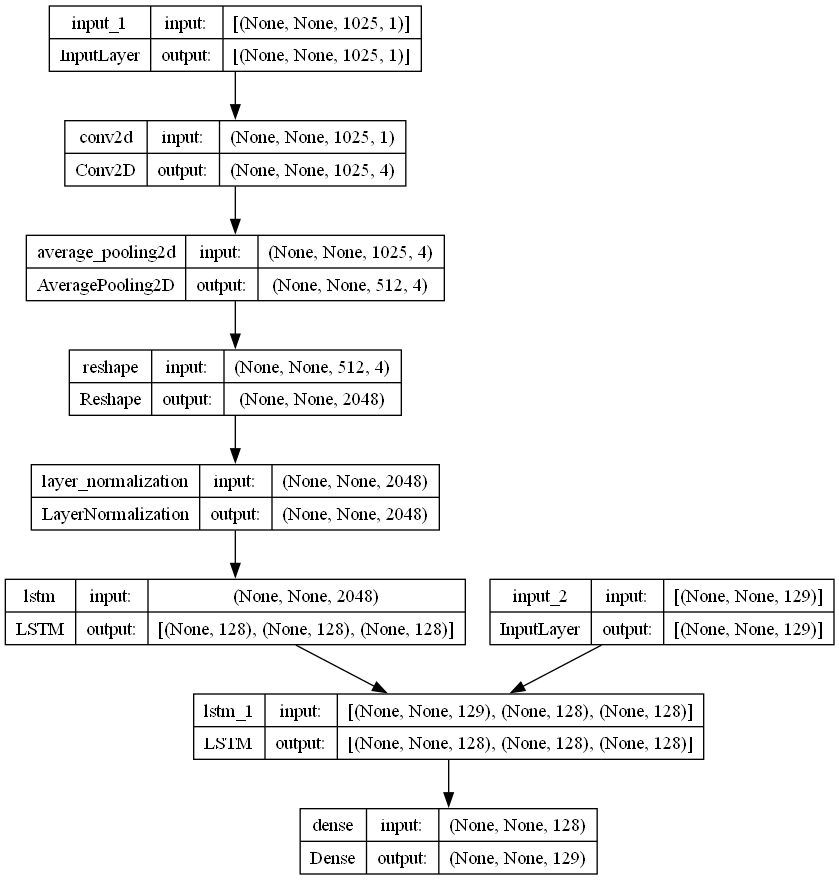 input_1 input: [(None, None, 1025, 1)]
InputLayer output: [(None, None, 1025, 1)]
conv2d input: (None, None, 1025, 1)
Conv2D output: (None, None, 1025, 4)
average_pooling2d input: (None, None, 1025, 4)
AveragePooling2D output: (None, None, 512, 4)
reshape input: (None, None, 512, 4)
Reshape output: (None, None, 2048)
layer_normalization input: (None, None, 2048)
LayerNormalization output: (None, None, 2048)
lstm input: (None, None, 2048)
LSTM output: [(None, 128), (None, 128), (None, 128)]
input_2 input: [(None, None, 129)]
InputLayer output: [(None, None, 129)]
lstm_1 input: [(None, None, 129), (None, 128), (None, 128)]
LSTM output: [(None, None, 128), (None, 128), (None, 128)]
dense input: (None, None, 128)
Dense output: (None, None, 129)